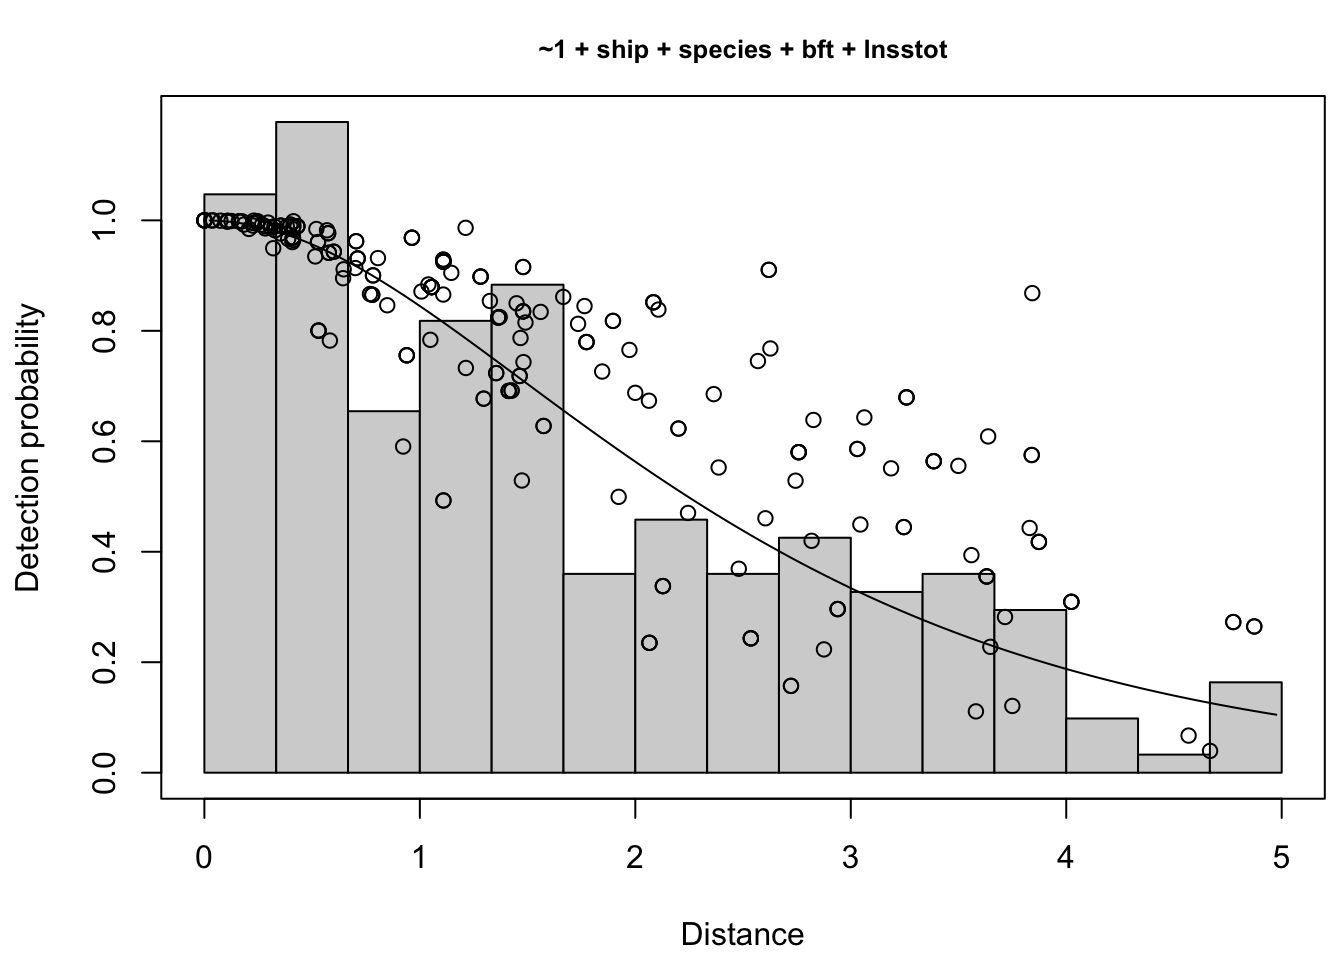 ~1 + ship + species + bft + lnsstot
Detection probability
1.0
0.8
0.6
0.4
0.2
0.0
0 1 2 3 4 5
Distance